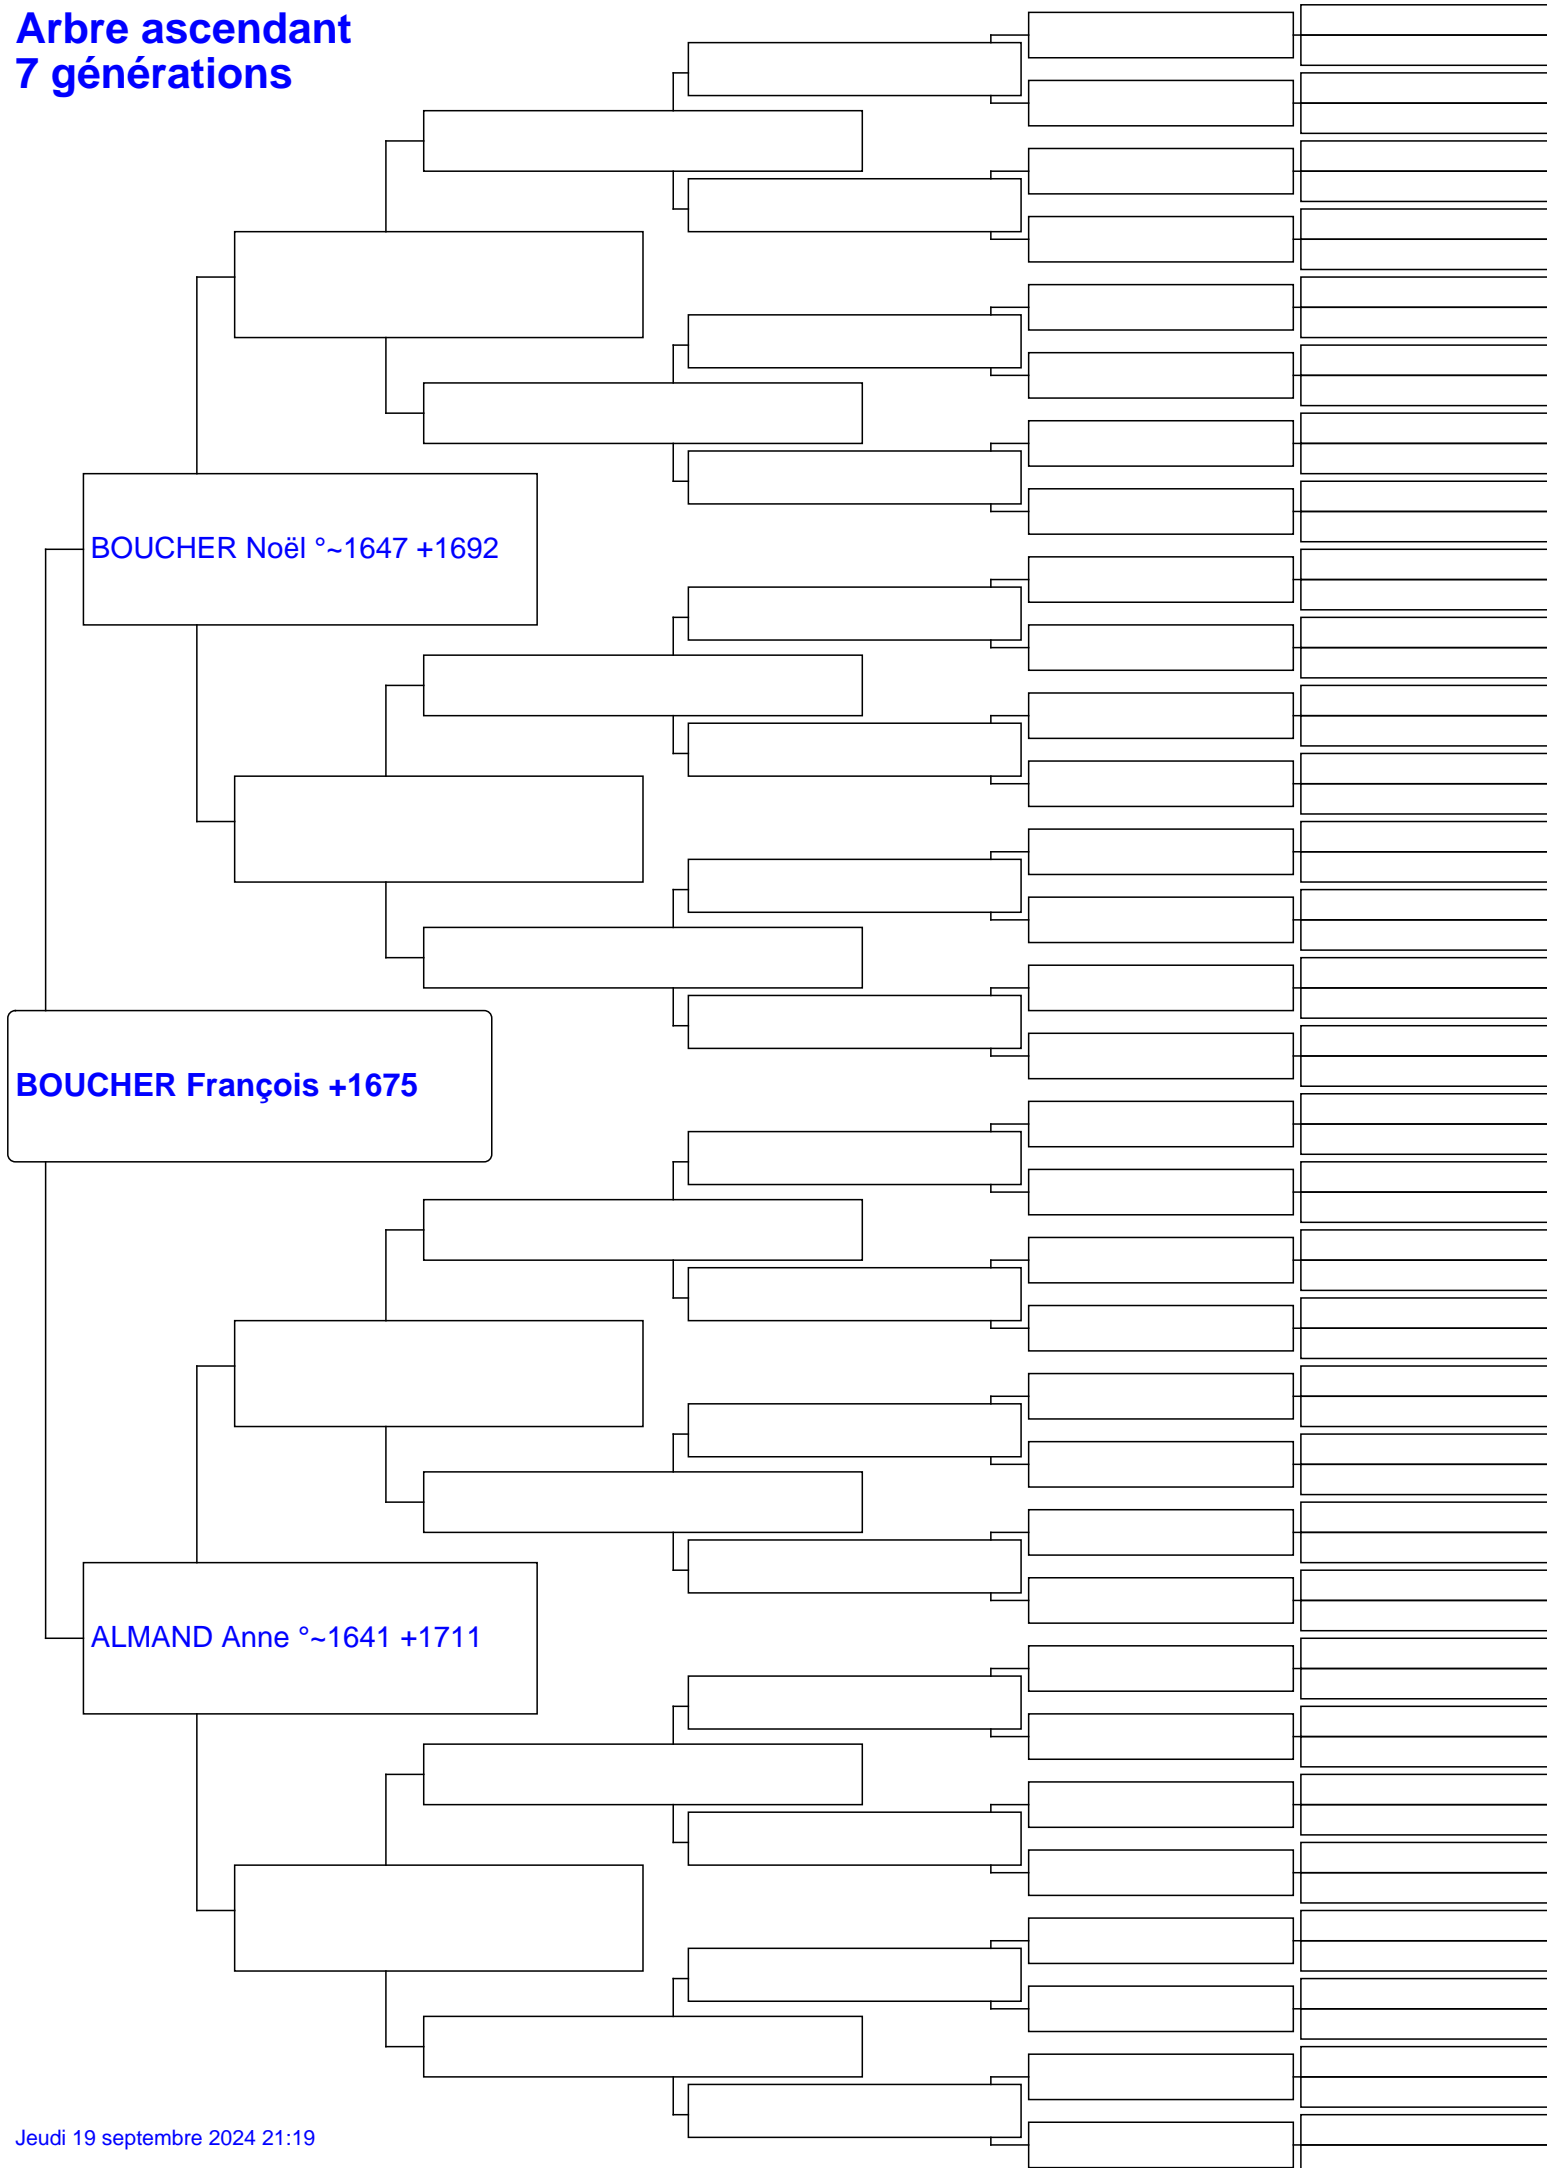 Arbre ascendant
7 générations
BOUCHER Noël °~1647 +1692
BOUCHER François +1675
ALMAND Anne °~1641 +1711
Jeudi 19 septembre 2024 21:19